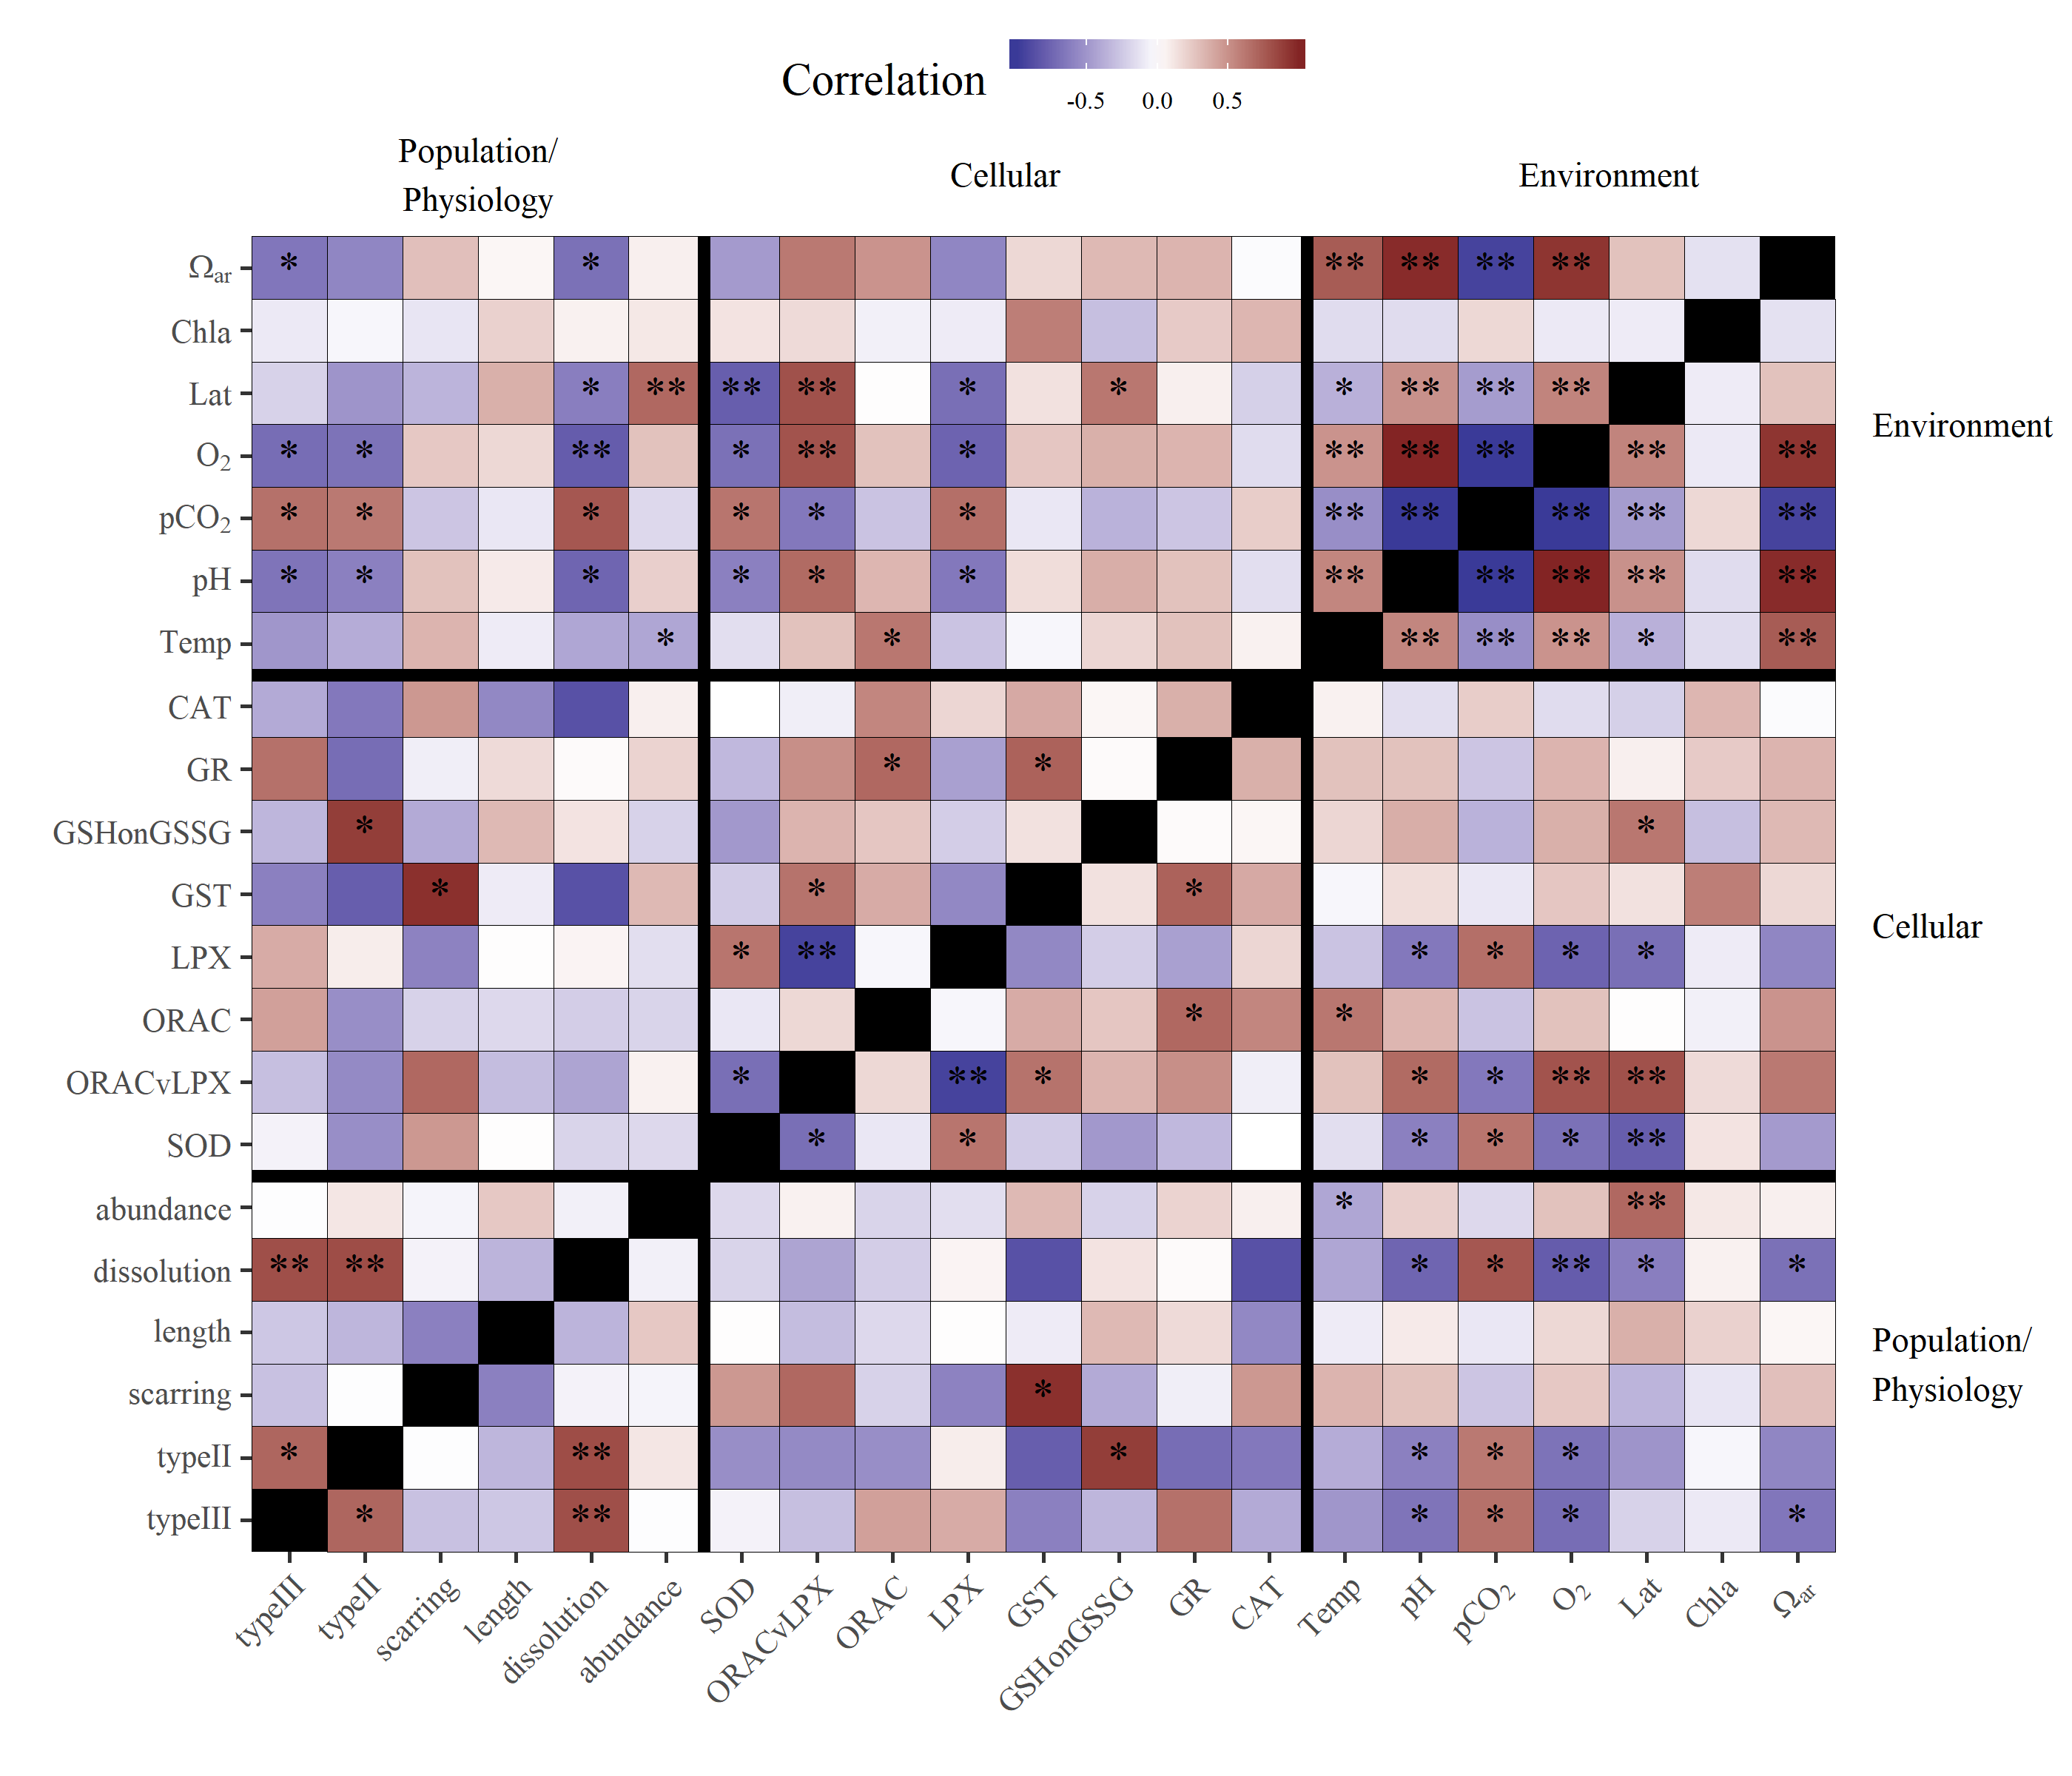 Correlation
-0.5 0.0 0.5
Population/
Physiology
Cellular
Environment
Ωar * * ** ** ** **
Chla
Lat * ** ** ** * * * ** ** **
O2 * * ** * ** * ** ** ** ** **
pCO2 * * * * * * ** ** ** ** **
pH * * * * * * ** ** ** ** **
Temp * * ** ** ** * **
Environment
CAT
GR * *
GSHonGSSG * *
GST * * *
LPX * ** * * * *
ORAC * *
ORACvLPX * ** * * * ** **
SOD * * * * * **
Cellular
abundance * **
dissolution ** ** * * ** * *
length
scarring *
typeII * ** * * * *
typeIII * ** * * * *
Population/
Physiology
typeIII typeII scarring length dissolution abundance SOD ORACvLPX ORAC LPX GST GSHonGSSG GR CAT Temp pH pCO2 O2 Lat Chla Ωar